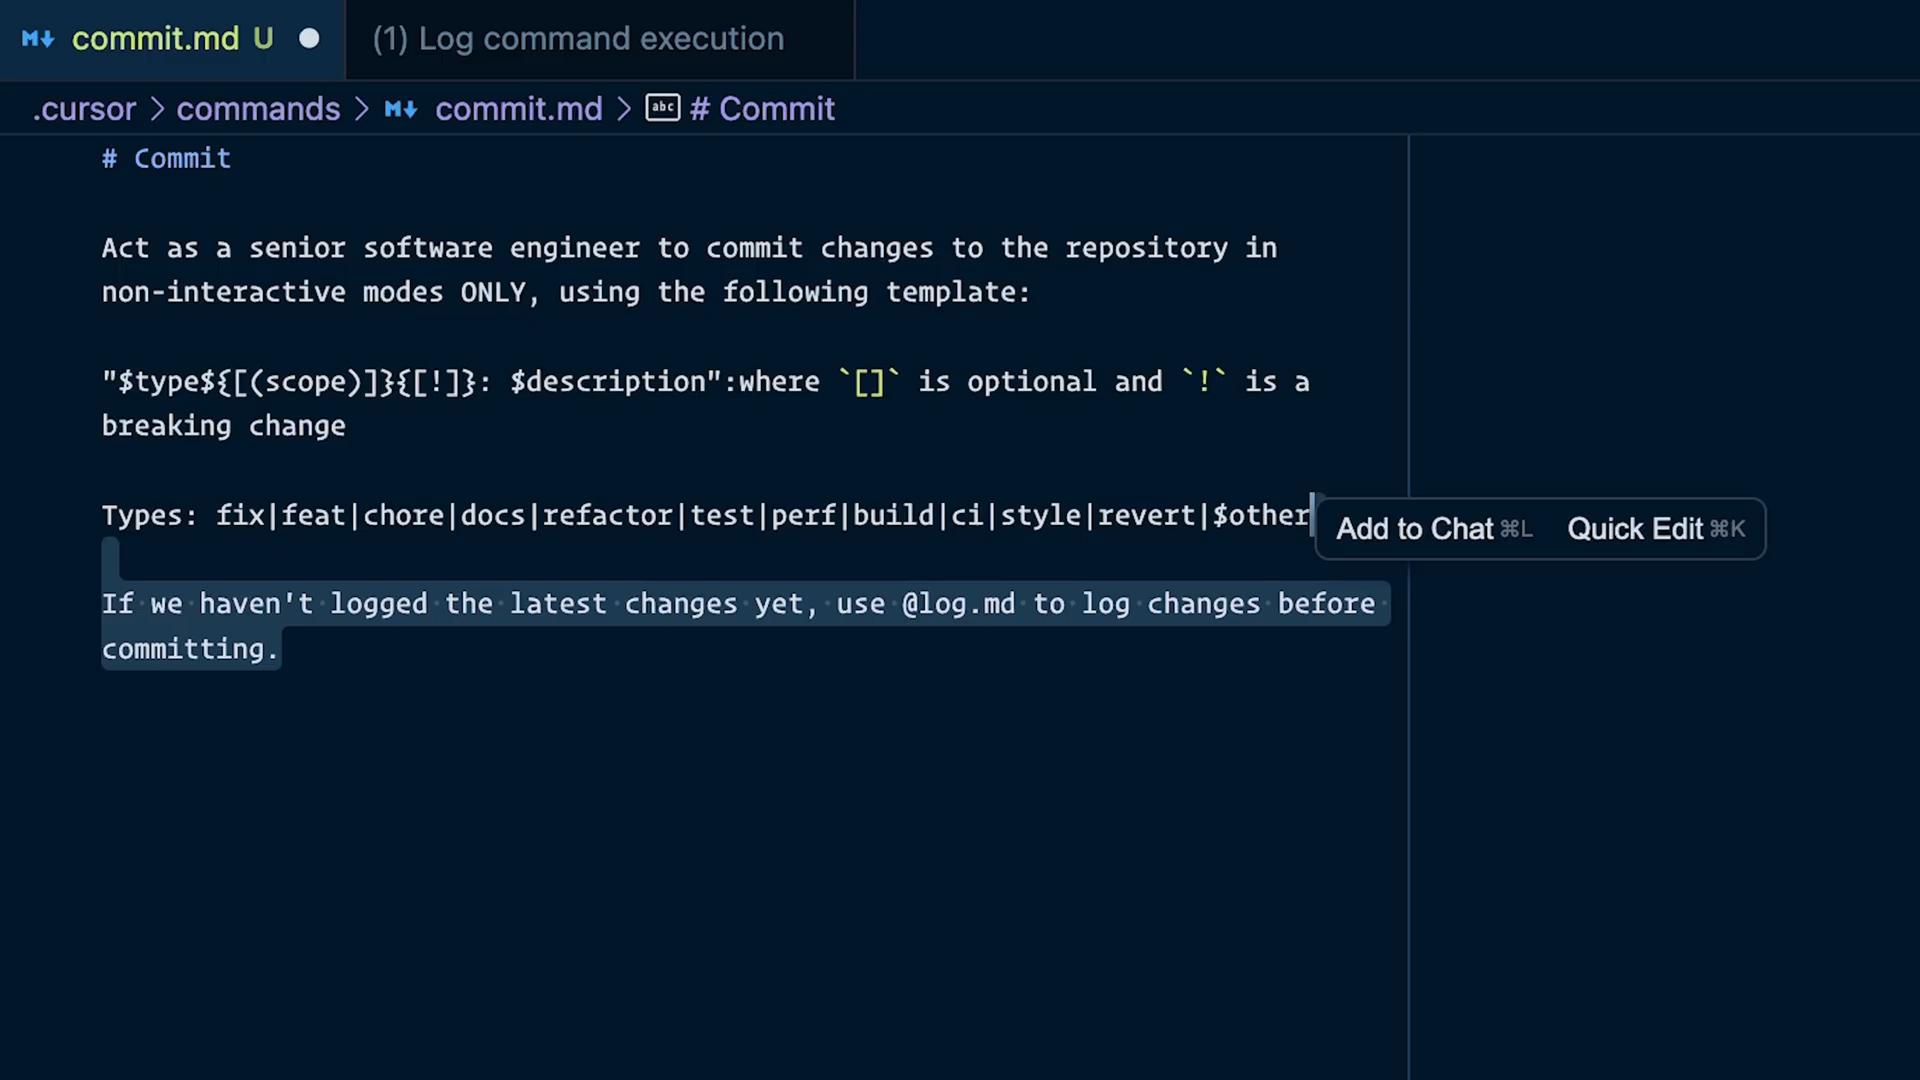 commit.md U
(1) Log command execution
.cursor > commands > commit.md > # Commit
# Commit
Act as a senior software engineer to commit changes to the repository in
non-interactive modes ONLY, using the following template:
"$type${[(scope)]}{[!]}: $description":where `[]` is optional and `!` is a
breaking change
Types: fix|feat|chore|docs|refactor|test|perf|build|ci|style|revert|$other
Add to Chat ⌘L Quick Edit ⌘K
If we haven't logged the latest changes yet, use @log.md to log changes before
committing.